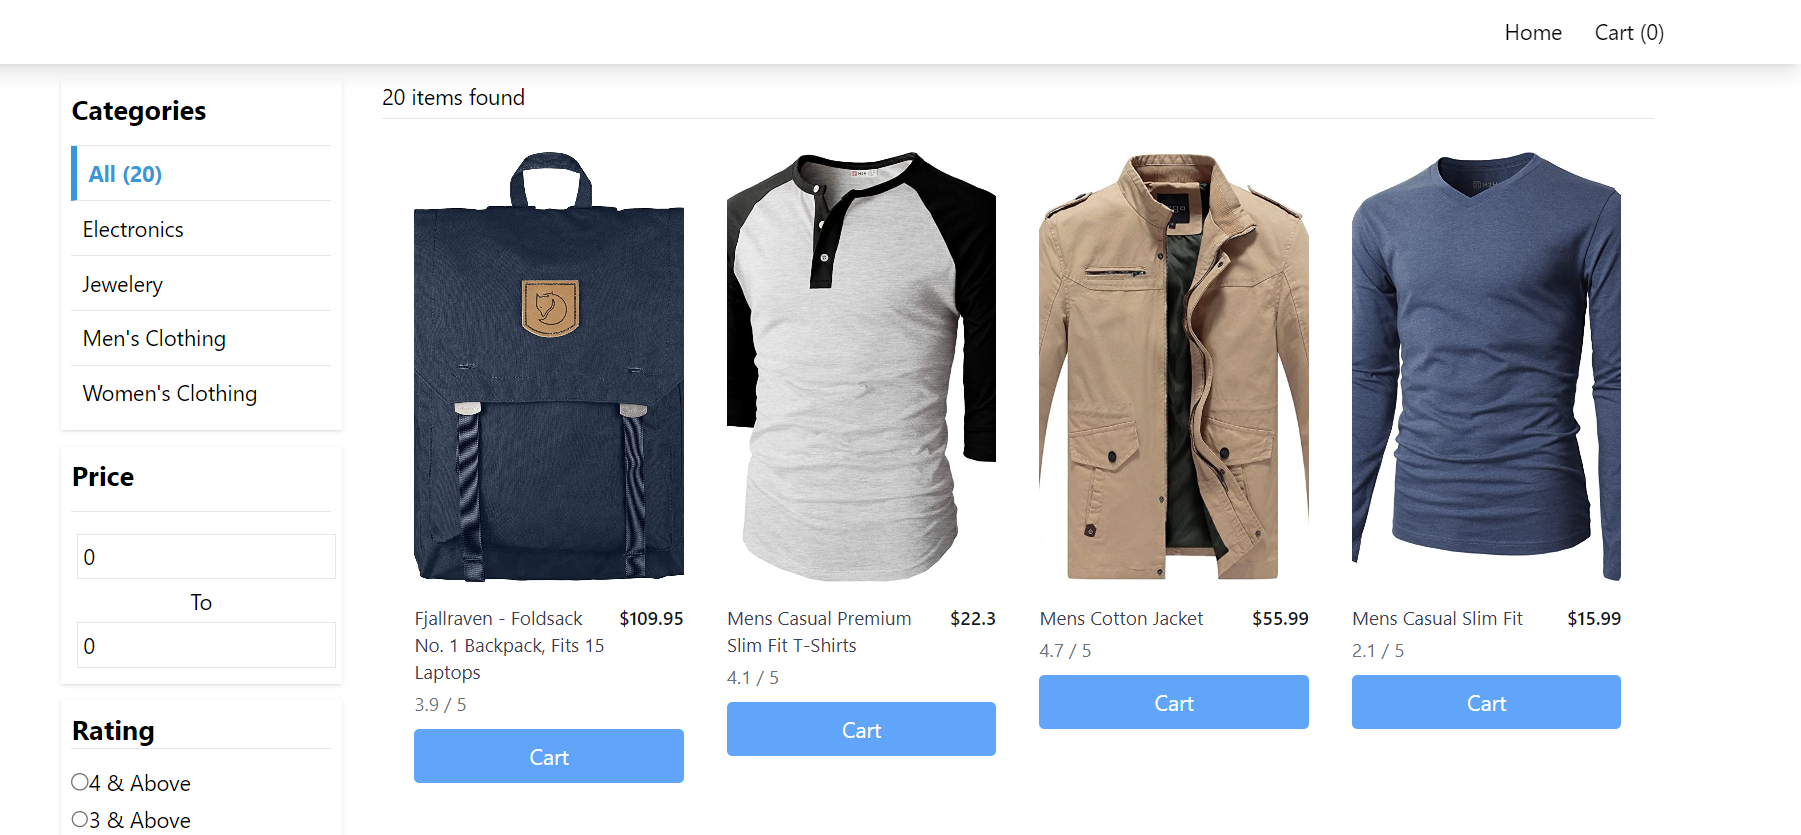 Home Cart (0)
Categories
All (20)
Electronics
Jewelery
Men's Clothing
Women's Clothing
Price
0
To
0
Rating
4 & Above
3 & Above
20 items found
Fjallraven - Foldsack
No. 1 Backpack, Fits 15
Laptops
$109.95
3.9 / 5
Cart
Mens Casual Premium
Slim Fit T-Shirts
$22.3
4.1 / 5
Cart
Mens Cotton Jacket
$55.99
4.7 / 5
Cart
Mens Casual Slim Fit
$15.99
2.1 / 5
Cart